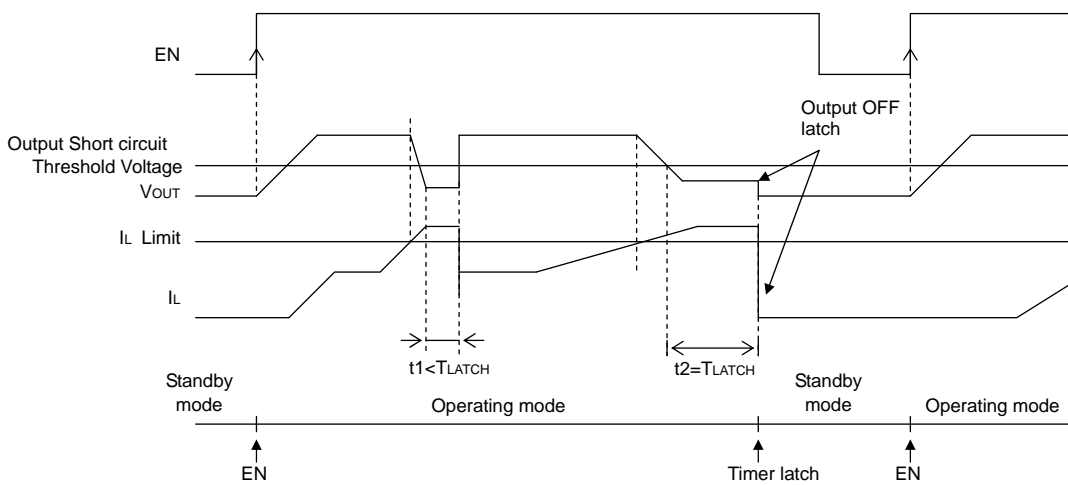 EN
Output OFF
latch
Output Short circuit
Threshold Voltage
VOUT
IL Limit
IL
t1<TLATCH
t2=TLATCH
Standby
mode
Operating mode
Standby
mode
Operating mode
EN
Timer latch
EN